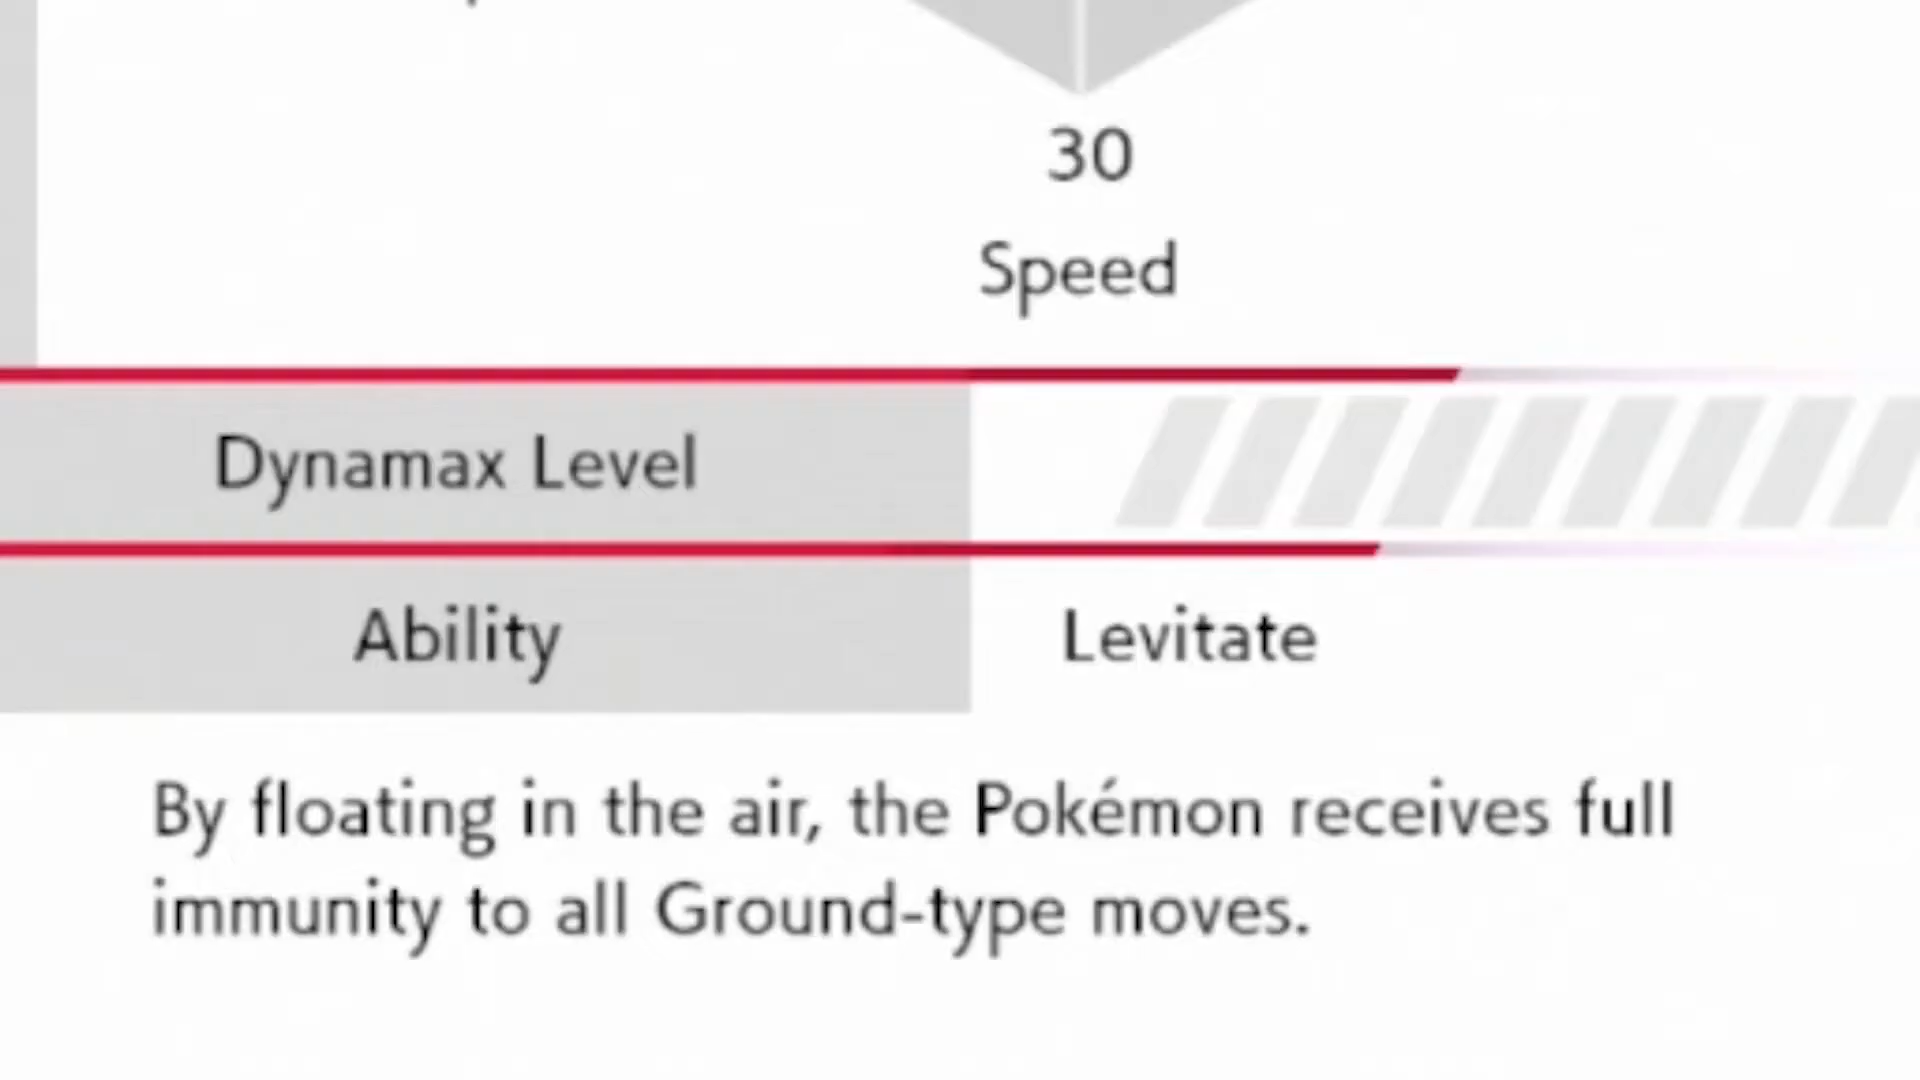 30
Speed
Dynamax Level
Ability
Levitate
By floating in the air, the Pokémon receives full
immunity to all Ground-type moves.